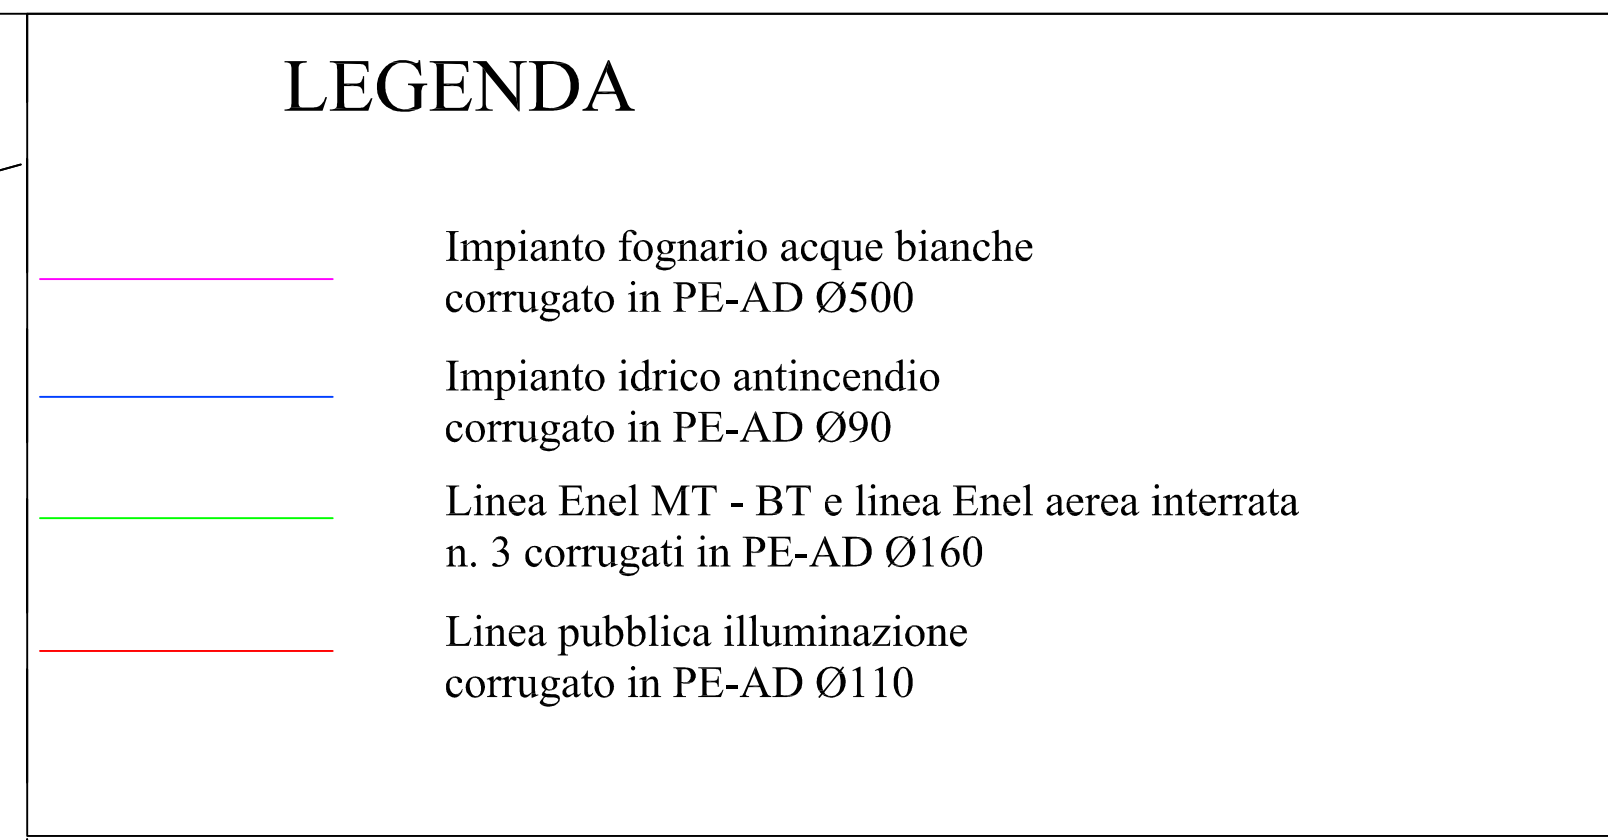 LEGENDA
Impianto fognario acque bianche
corrugato in PE-AD Ø500
Impianto idrico antincendio
corrugato in PE-AD Ø90
Linea Enel MT - BT e linea Enel aerea interrata
n. 3 corrugati in PE-AD Ø160
Linea pubblica illuminazione
corrugato in PE-AD Ø110